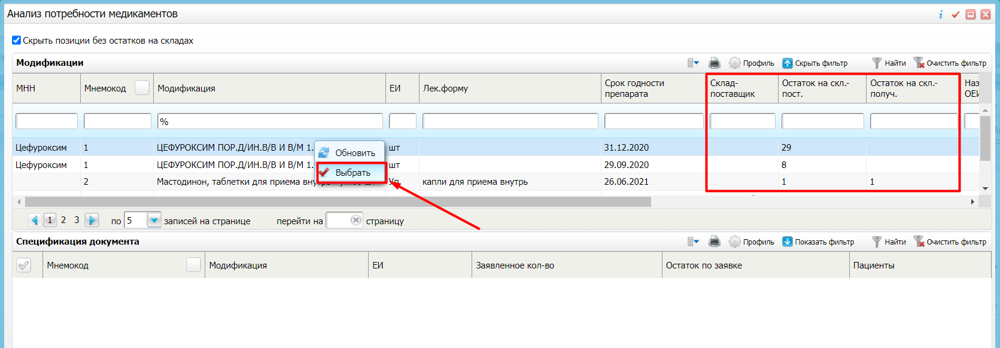 Анализ потребности медикаментов
Скрыть позиции без остатков на складах
Модификации
Профиль Скрыть фильтр Найти Очистить фильтр
МНН Мнемокод Модификация ЕИ Лек.форму Срок годности препарата Склад-поставщик Остаток на скл.-пост. Остаток на скл.-получ. Наз ОЕИ
%
Цефуроксим 1 ЦЕФУРОКСИМ ПОР.Д/ИН.В/В И В/М 1. шт 31.12.2020 29
Обновить
Цефуроксим 1 ЦЕФУРОКСИМ ПОР.Д/ИН.В/В И В/М 1. шт 29.09.2020 8
Выбрать
2 Мастодинон, таблетки для приема Уп капли для приема внутрь 26.06.2021 1 1
1 2 3 по 5 записей на странице перейти на страницу
Спецификация документа
Профиль Показать фильтр Найти Очистить фильтр
Мнемокод Модификация ЕИ Заявленное кол-во Остаток по заявке Пациенты